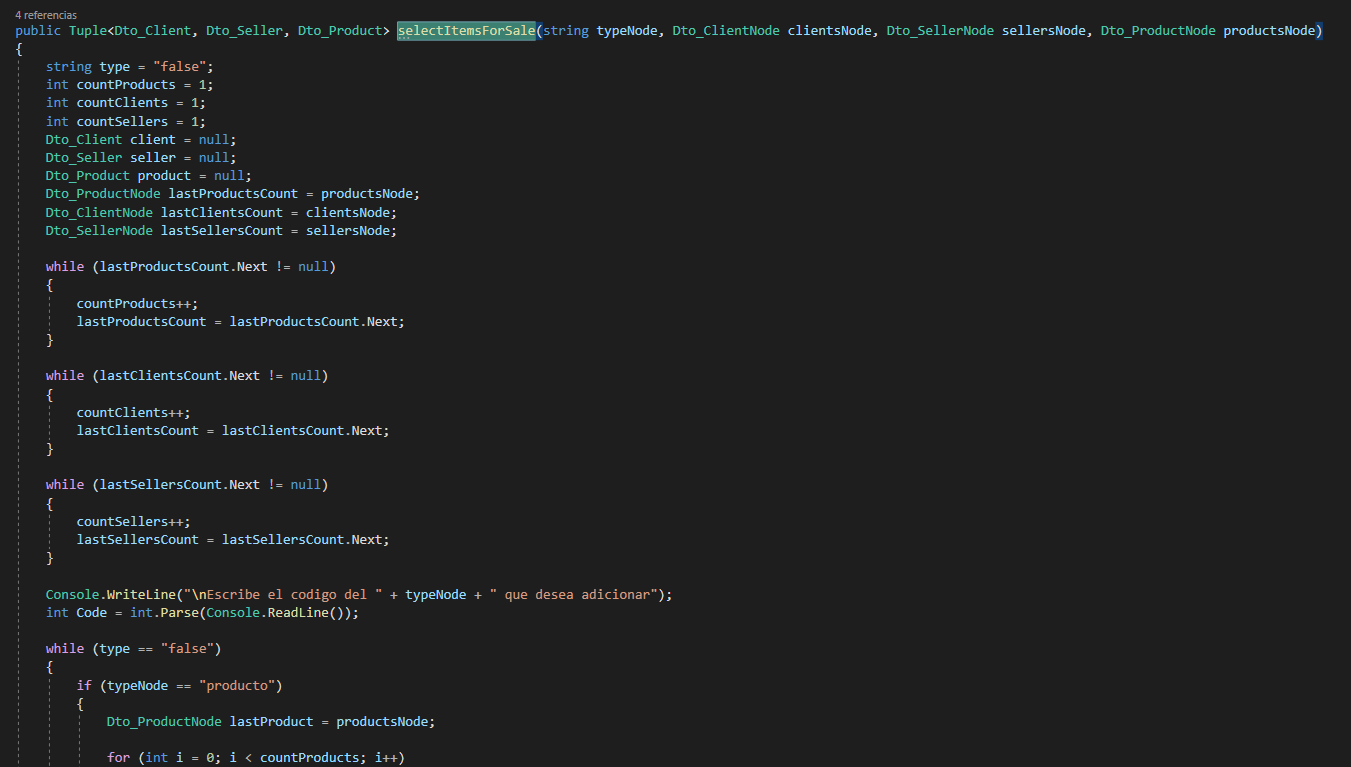 4 referencias
public Tuple<Dto_Client, Dto_Seller, Dto_Product> selectItemsForSale(string typeNode, Dto_ClientNode clientsNode, Dto_SellerNode sellersNode, Dto_ProductNode productsNode)
{
    string type = "false";
    int countProducts = 1;
    int countClients = 1;
    int countSellers = 1;
    Dto_Client client = null;
    Dto_Seller seller = null;
    Dto_Product product = null;
    Dto_ProductNode lastProductsCount = productsNode;
    Dto_ClientNode lastClientsCount = clientsNode;
    Dto_SellerNode lastSellersCount = sellersNode;

    while (lastProductsCount.Next != null)
    {
        countProducts++;
        lastProductsCount = lastProductsCount.Next;
    }

    while (lastClientsCount.Next != null)
    {
        countClients++;
        lastClientsCount = lastClientsCount.Next;
    }

    while (lastSellersCount.Next != null)
    {
        countSellers++;
        lastSellersCount = lastSellersCount.Next;
    }

    Console.WriteLine("\nEscribe el codigo del " + typeNode + " que desea adicionar");
    int Code = int.Parse(Console.ReadLine());

    while (type == "false")
    {
        if (typeNode == "producto")
        {
            Dto_ProductNode lastProduct = productsNode;

            for (int i = 0; i < countProducts; i++)